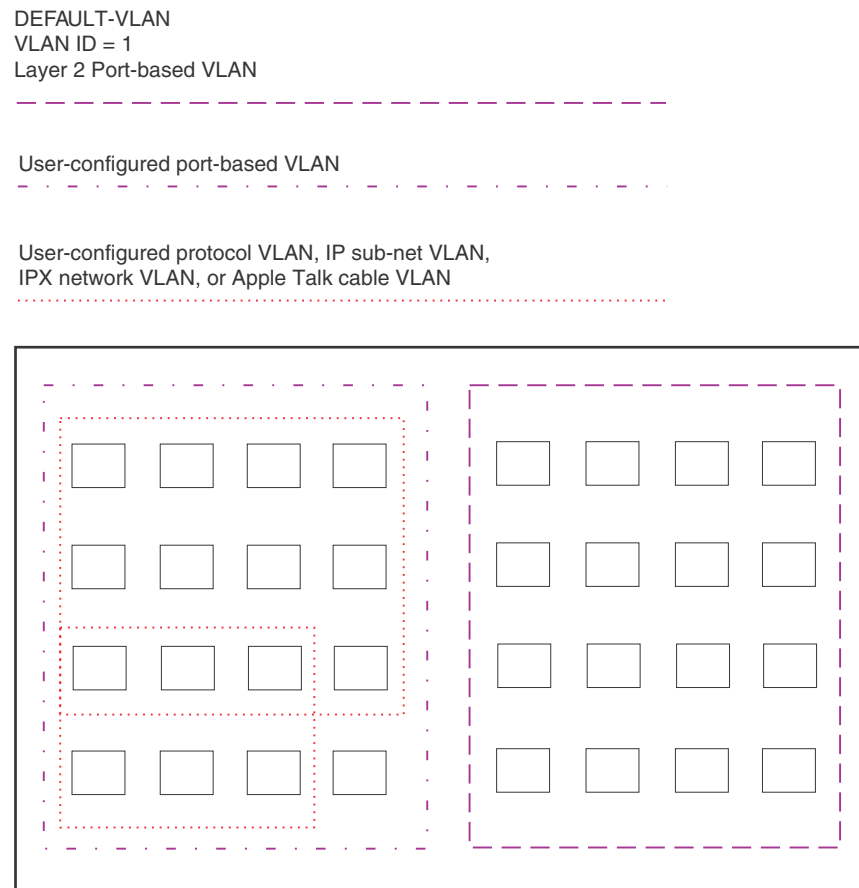 DEFAULT-VLAN
VLAN ID = 1
Layer 2 Port-based VLAN
User-configured port-based VLAN
User-configured protocol VLAN, IP sub-net VLAN,
IPX network VLAN, or Apple Talk cable VLAN